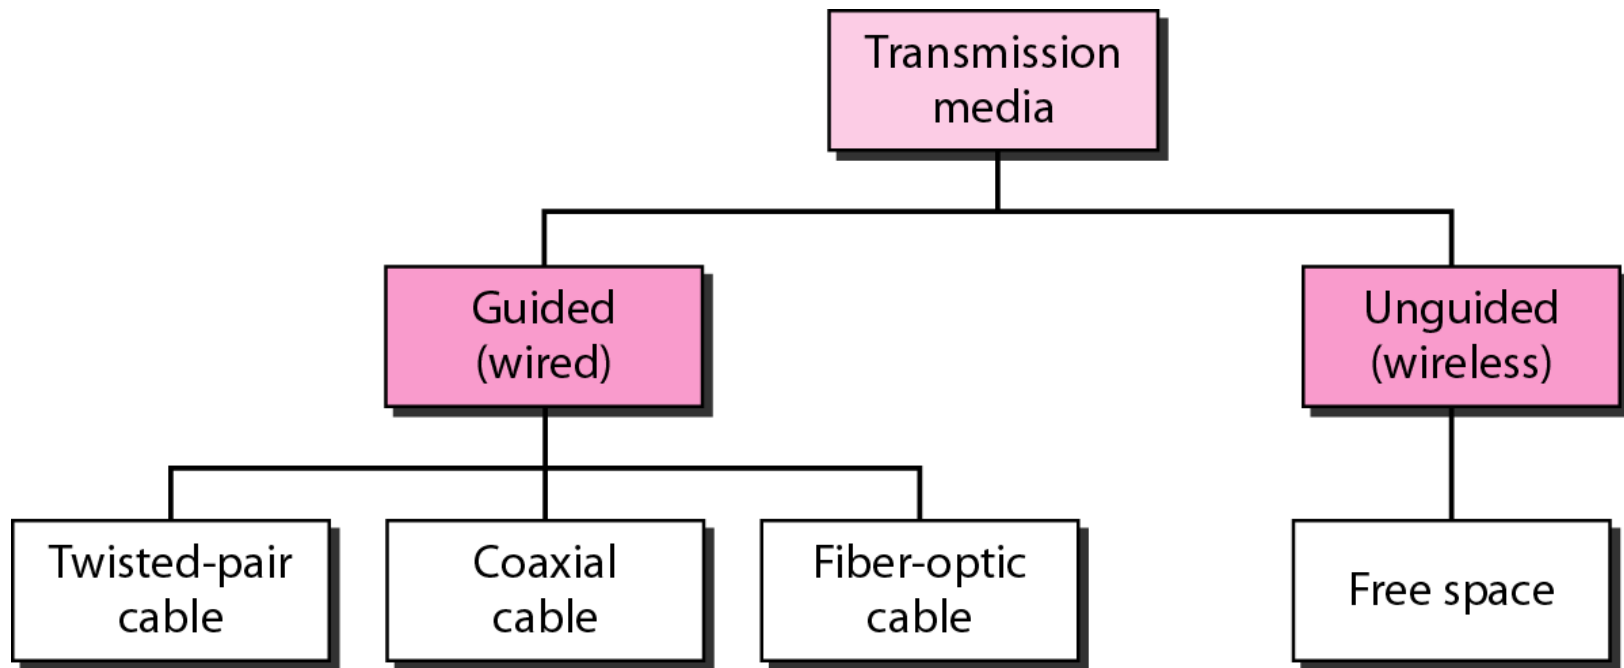 Transmission
media
Guided
(wired)
Unguided
(wireless)
Twisted-pair
cable
Coaxial
cable
Fiber-optic
cable
Free space